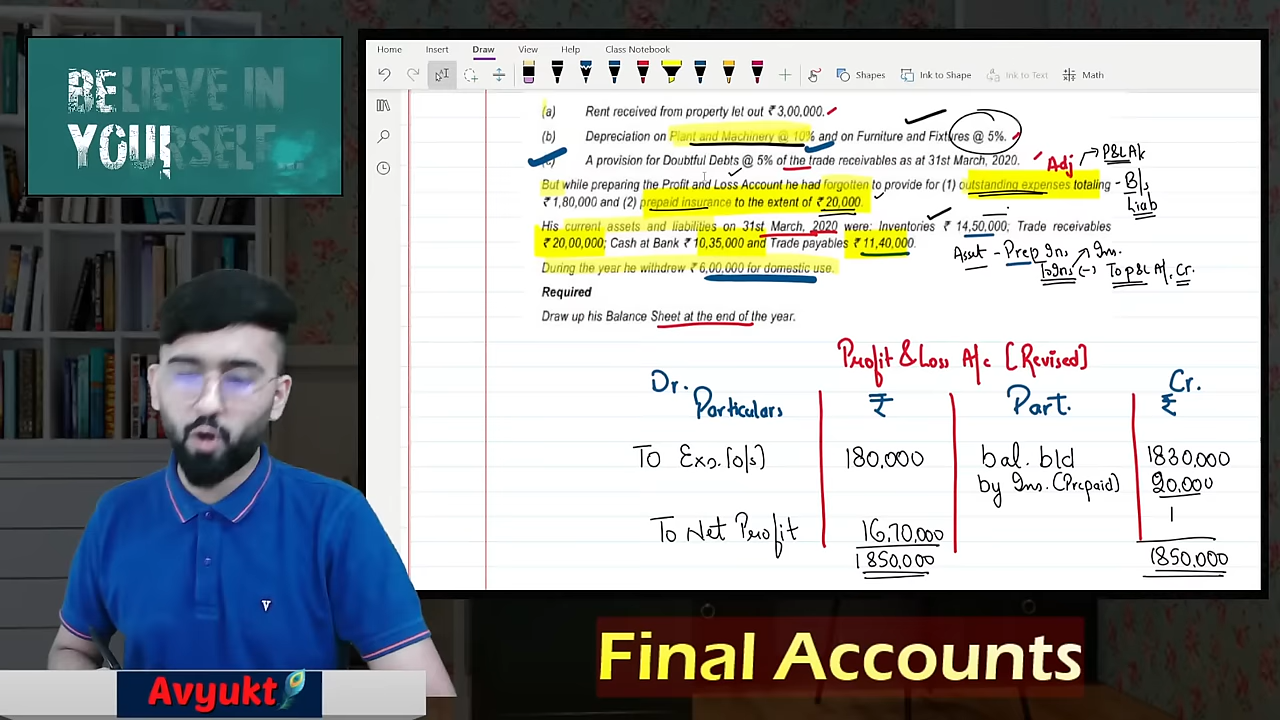 BELIEVE IN
YOURSELF
Home Insert Draw View Help Class Notebook
Shapes Ink to Shape Ink to Text Math
(a) Rent received from property let out ₹ 3,00,000.
(b) Depreciation on Plant and Machinery @ 10% and on Furniture and Fixtures @ 5%.
A provision for Doubtful Debts @ 5% of the trade receivables as at 31st March, 2020.
Adj
P&L A/c
But while preparing the Profit and Loss Account he had forgotten to provide for (1) outstanding expenses totaling
- B/s
Liab
₹ 1,80,000 and (2) prepaid insurance to the extent of ₹ 20,000.
His current assets and liabilities on 31st March, 2020 were: Inventories ₹ 14,50,000; Trade receivables
₹ 20,00,000; Cash at Bank ₹ 10,35,000 and Trade payables ₹ 11,40,000.
Asset - Prep Ins. Ins.
To Ins (-) To P&L A/c Cr.
During the year he withdrew ₹ 6,00,000 for domestic use.
Required
Draw up his Balance Sheet at the end of the year.
Profit & Loss A/c [Revised]
Dr. Cr.
Particulars ₹ Part. ₹
To Exp. [o/s] 180,000 bal. b/d 1830,000
by Ins. (Prepaid) 20,000
To Net Profit 16,70,000
1850,000 1850,000
Final Accounts
Avyukt